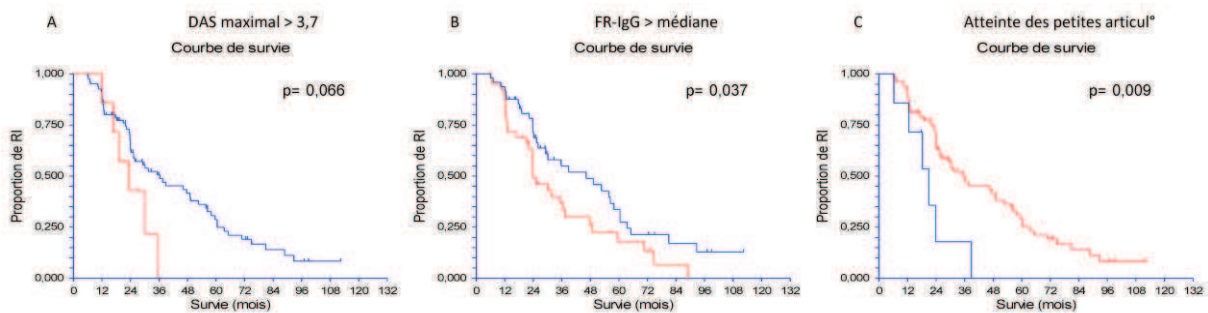 A DAS maximal > 3,7
Courbe de survie
p= 0,066
Proportion de RI
1,000
0,750
0,500
0,250
0,000
0 12 24 36 48 60 72 84 96 108 120 132
Survie (mois)
B FR-IgG > médiane
Courbe de survie
p= 0,037
Proportion de RI
1,000
0,750
0,500
0,250
0,000
0 12 24 36 48 60 72 84 96 108 120 132
Survie (mois)
C Atteinte des petites articul°
Courbe de survie
p= 0,009
Proportion de RI
1,000
0,750
0,500
0,250
0,000
0 12 24 36 48 60 72 84 96 108 120 132
Survie (mois)